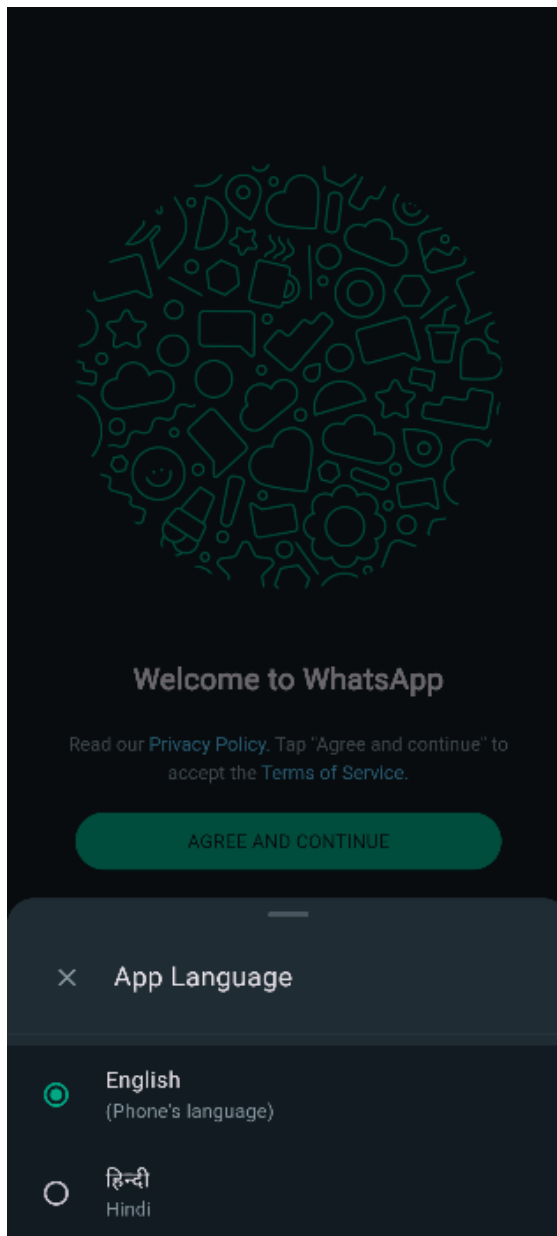 Welcome to WhatsApp
Read our Privacy Policy. Tap "Agree and continue" to
accept the Terms of Service.
AGREE AND CONTINUE
App Language
English
(Phone's language)
हिन्दी
Hindi